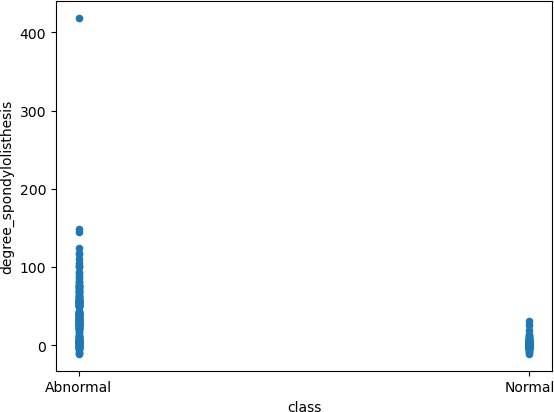 degree_spondylolisthesis
400
300
200
100
0
Abnormal
Normal
class